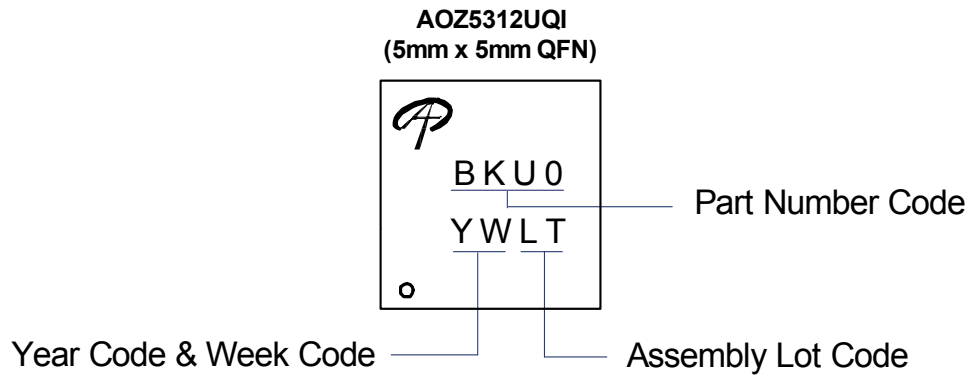 AOZ5312UQI
(5mm x 5mm QFN)
BKU0
Part Number Code
YWLT
Year Code & Week Code
Assembly Lot Code